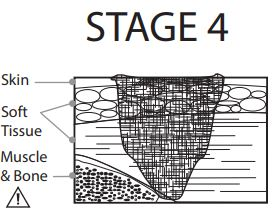 STAGE 4
Skin
Soft
Tissue
Muscle
& Bone